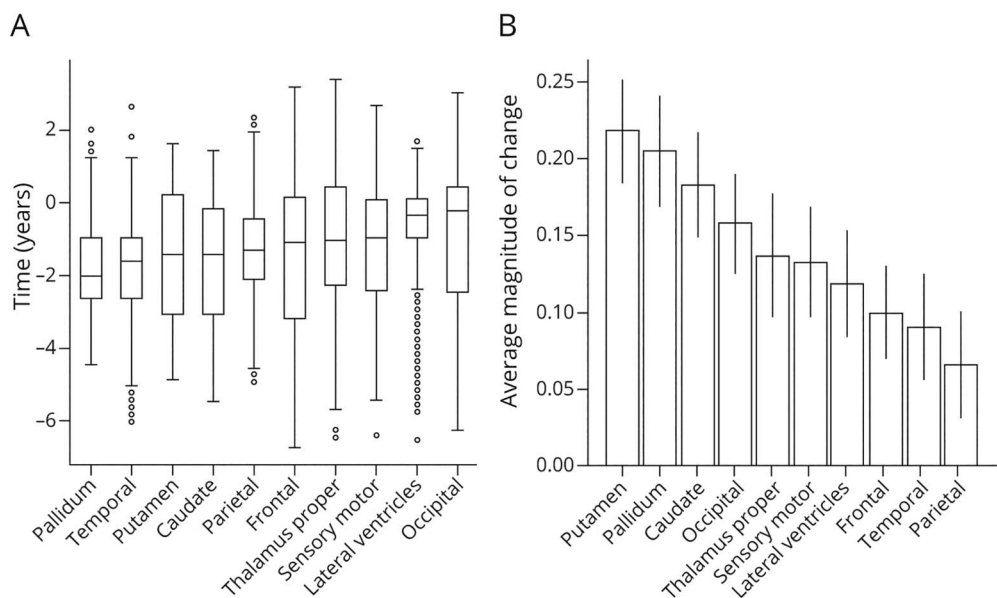 A
Time (years)
2
0
–2
–4
–6
Pallidum
Temporal
Putamen
Caudate
Parietal
Frontal
Thalamus proper
Sensory motor
Lateral ventricles
Occipital
B
Average magnitude of change
0.25
0.20
0.15
0.10
0.05
0.00
Putamen
Pallidum
Caudate
Occipital
Thalamus proper
Sensory motor
Lateral ventricles
Frontal
Temporal
Parietal